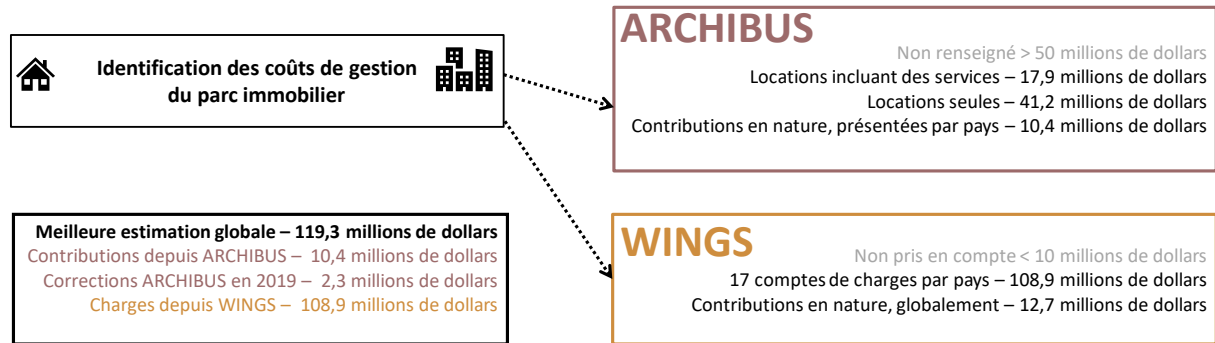 Identification des coûts de gestion
du parc immobilier
ARCHIBUS
Non renseigné > 50 millions de dollars
Locations incluant des services – 17,9 millions de dollars
Locations seules – 41,2 millions de dollars
Contributions en nature, présentées par pays – 10,4 millions de dollars
Meilleure estimation globale – 119,3 millions de dollars
Contributions depuis ARCHIBUS – 10,4 millions de dollars
Corrections ARCHIBUS en 2019 – 2,3 millions de dollars
Charges depuis WINGS – 108,9 millions de dollars
WINGS
Non pris en compte < 10 millions de dollars
17 comptes de charges par pays – 108,9 millions de dollars
Contributions en nature, globalement – 12,7 millions de dollars